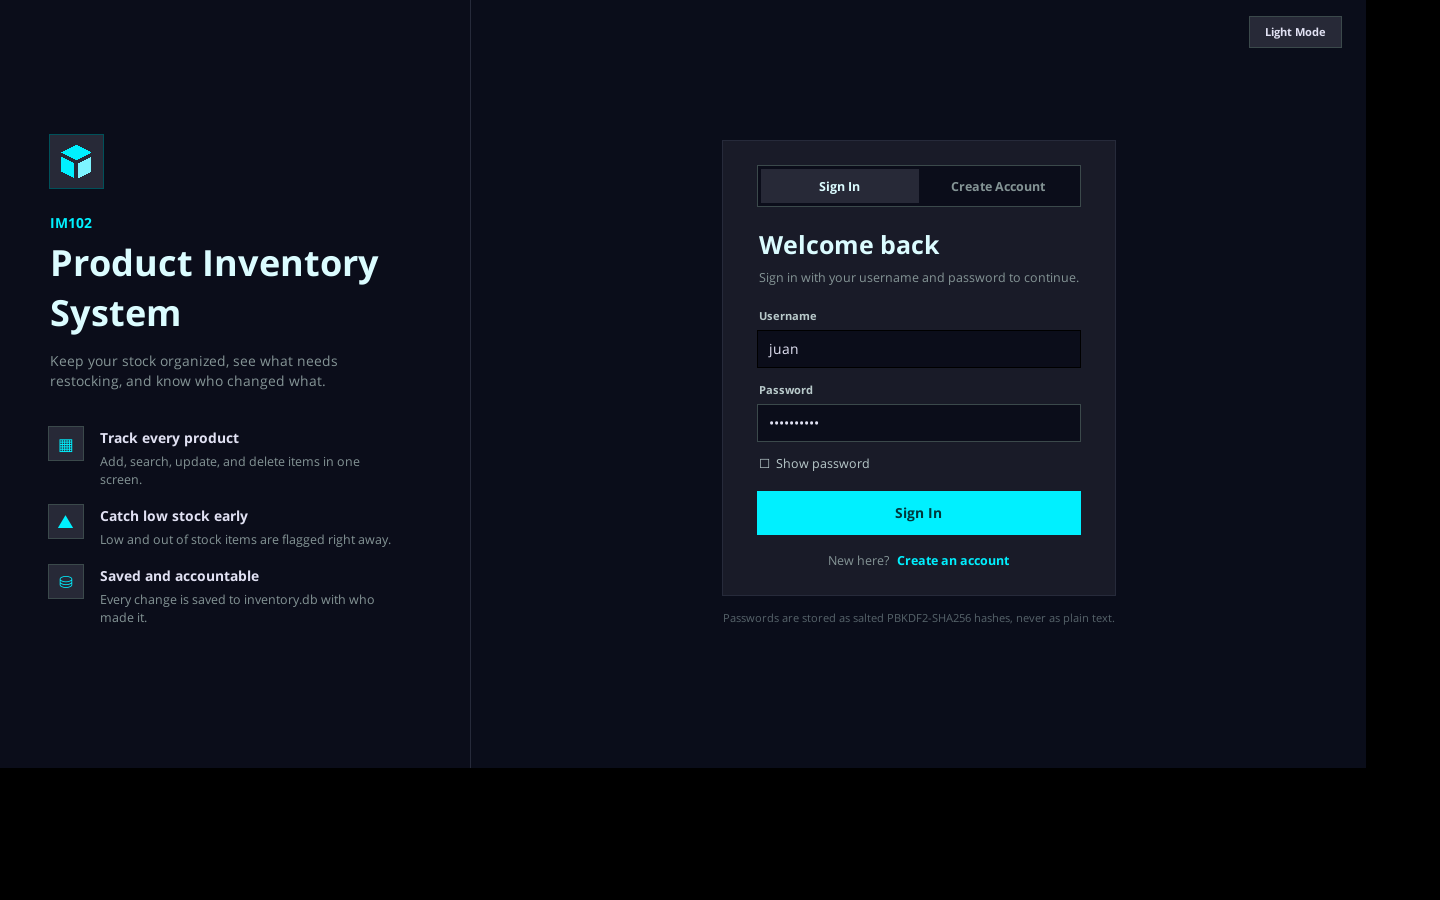 Light Mode
IM102
Product Inventory
System
Keep your stock organized, see what needs
restocking, and know who changed what.
Track every product
Add, search, update, and delete items in one
screen.
Catch low stock early
Low and out of stock items are flagged right away.
Saved and accountable
Every change is saved to inventory.db with who
made it.
Sign In
Create Account
Welcome back
Sign in with your username and password to continue.
Username
juan
Password
••••••••••
Show password
Sign In
New here? Create an account
Passwords are stored as salted PBKDF2-SHA256 hashes, never as plain text.